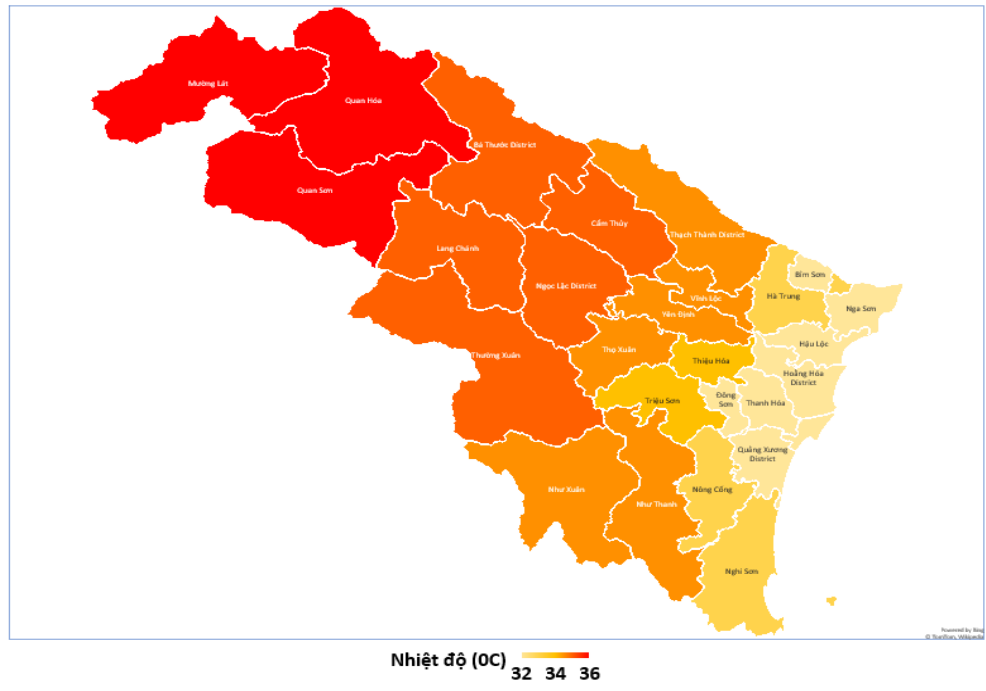 Mường Lát
Quan Hóa
Bá Thước District
Quan Sơn
Cẩm Thủy
Thạch Thành District
Lang Chánh
Bỉm Sơn
Ngọc Lặc District
Hà Trung
Vĩnh Lộc
Nga Sơn
Yên Định
Hậu Lộc
Thọ Xuân
Thường Xuân
Thiệu Hóa
Hoằng Hóa
District
Đông
Sơn
Triệu Sơn
Thanh Hóa
Quảng Xương
District
Như Xuân
Nông Cống
Như Thanh
Nghi Sơn
Powered by Bing
© TomTom, Wikipedia
Nhiệt độ (0C)
32 34 36